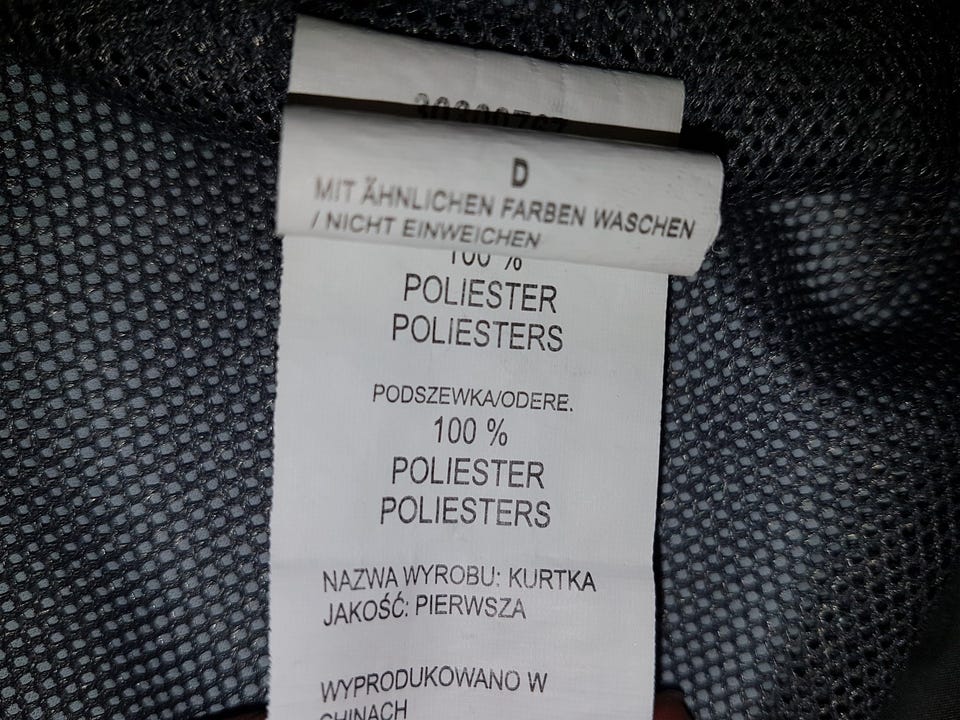 D
MIT ÄHNLICHEN FARBEN WASCHEN
/ NICHT EINWEICHEN
100 %
POLIESTER
POLIESTERS
PODSZEWKA/ODERE.
100 %
POLIESTER
POLIESTERS
NAZWA WYROBU: KURTKA
JAKOŚĆ: PIERWSZA
WYPRODUKOWANO W
CHINACH